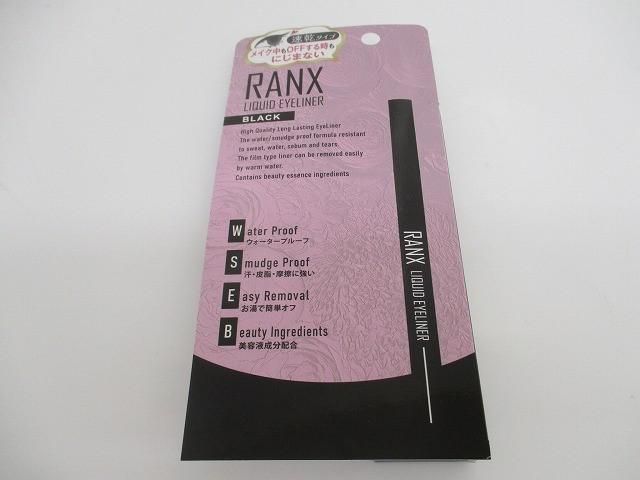 速乾タイプ
メイク中もOFFする時も
にじまない
RANX
LIQUID EYELINER
BLACK
High Quality Long Lasting EyeLiner
The water/smudge proof formula resistant
to sweat, water, sebum and tears.
The film type liner can be removed easily
by warm water.
Contains beauty essence ingredients
Water Proof
ウォータープルーフ
Smudge Proof
汗・皮脂・摩擦に強い
Easy Removal
お湯で簡単オフ
Beauty Ingredients
美容液成分配合
RANX LIQUID EYELINER